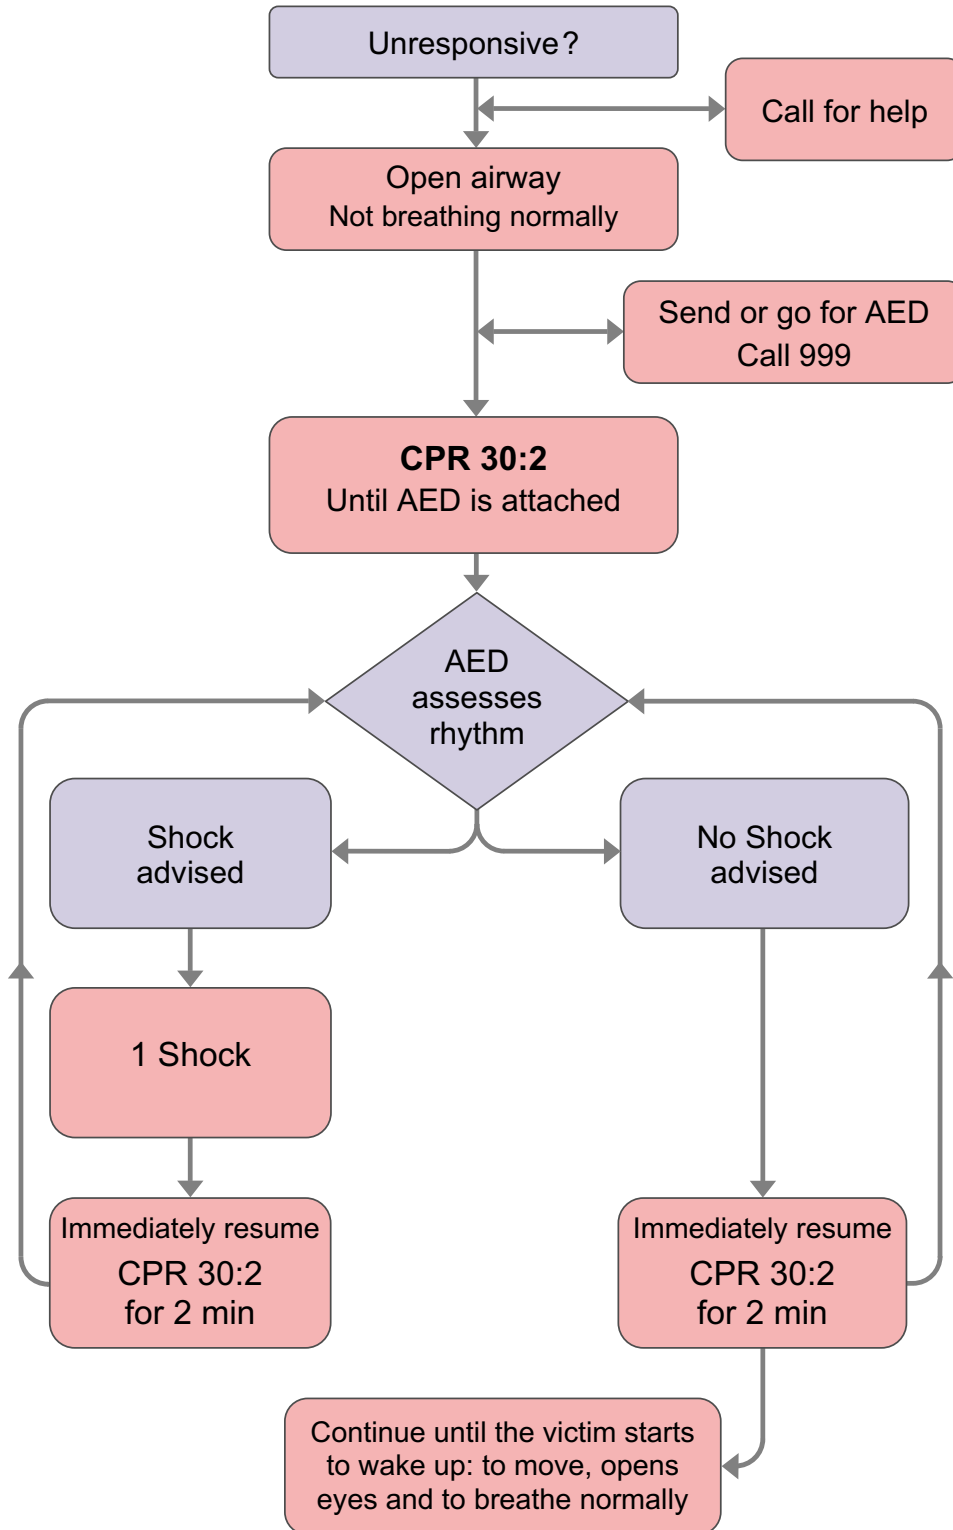 Unresponsive?
Call for help
Open airway
Not breathing normally
Send or go for AED
Call 999
CPR 30:2
Until AED is attached
AED
assesses
rhythm
Shock
advised
No Shock
advised
1 Shock
Immediately resume
CPR 30:2
for 2 min
Immediately resume
CPR 30:2
for 2 min
Continue until the victim starts
to wake up: to move, opens
eyes and to breathe normally